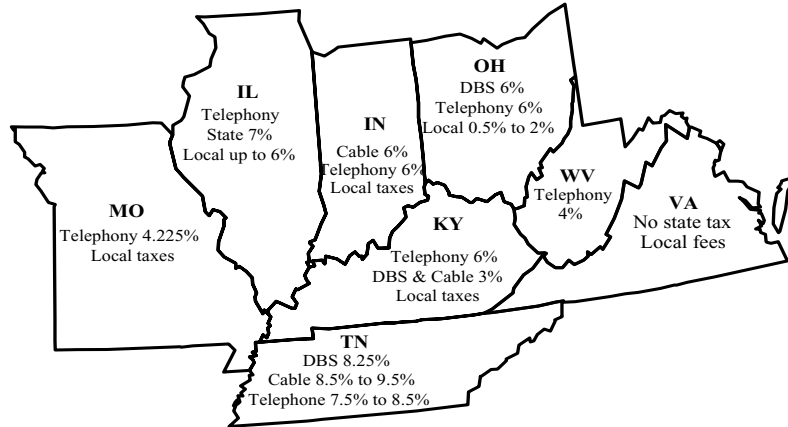 OH
DBS 6%
Telephony 6%
Local 0.5% to 2%
IL
Telephony
State 7%
Local up to 6%
IN
Cable 6%
Telephony 6%
Local taxes
WV
Telephony
4%
VA
No state tax
Local fees
MO
Telephony 4.225%
Local taxes
KY
Telephony 6%
DBS & Cable 3%
Local taxes
TN
DBS 8.25%
Cable 8.5% to 9.5%
Telephone 7.5% to 8.5%